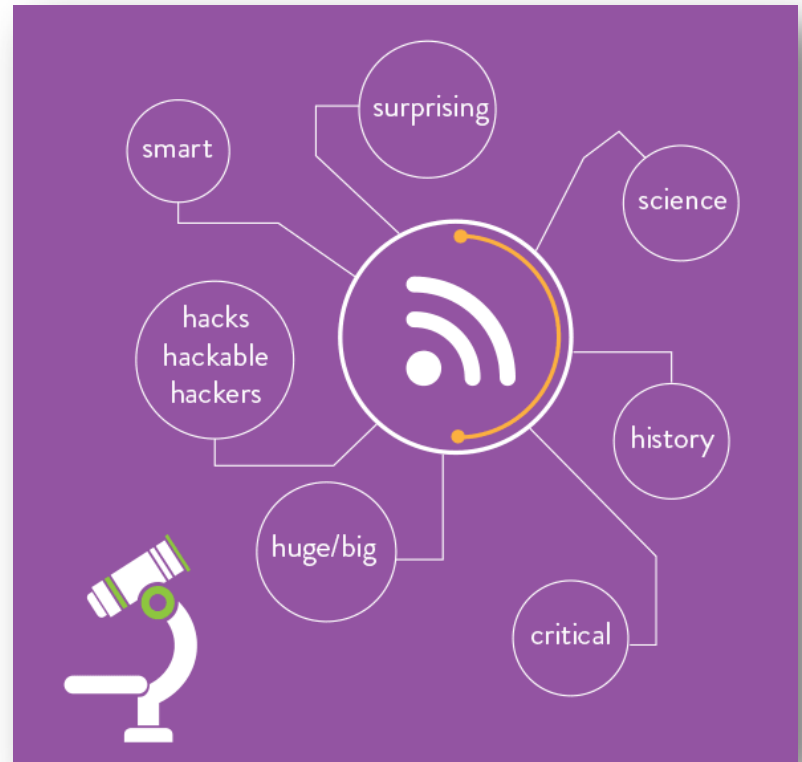 surprising
smart
science
hacks
hackable
hackers
history
huge/big
critical